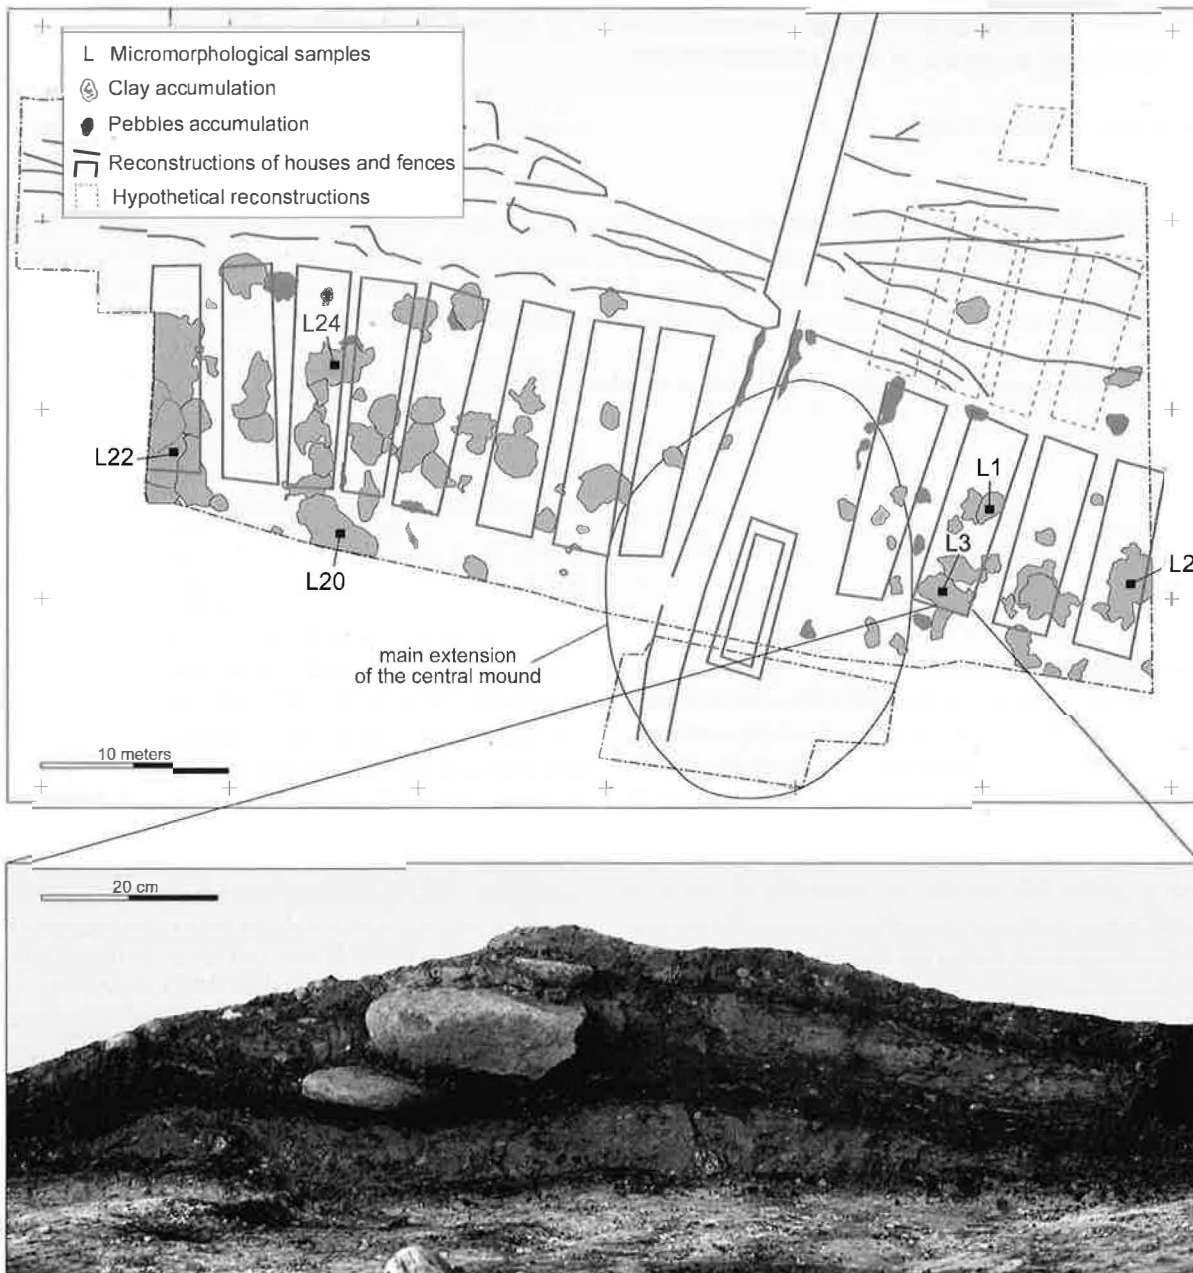 L Micromorphological samples
Clay accumulation
Pebbles accumulation
Reconstructions of houses and fences
Hypothetical reconstructions
L24
L22
L1
L3
L2
L20
main extension
of the central mound
10 meters
20 cm